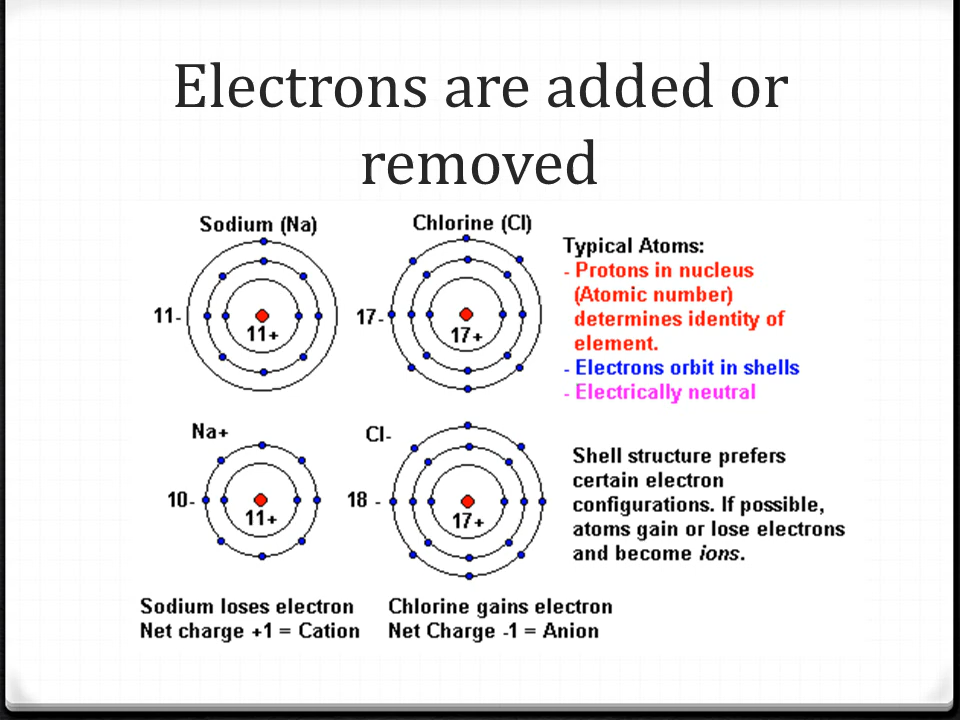 Electrons are added or
removed
Sodium (Na)
11-
11+
Chlorine (Cl)
17-
17+
Typical Atoms:
- Protons in nucleus
(Atomic number)
determines identity of
element.
- Electrons orbit in shells
- Electrically neutral
Na+
10-
11+
Cl-
18 -
17+
Shell structure prefers
certain electron
configurations. If possible,
atoms gain or lose electrons
and become ions.
Sodium loses electron
Net charge +1 = Cation
Chlorine gains electron
Net Charge -1 = Anion